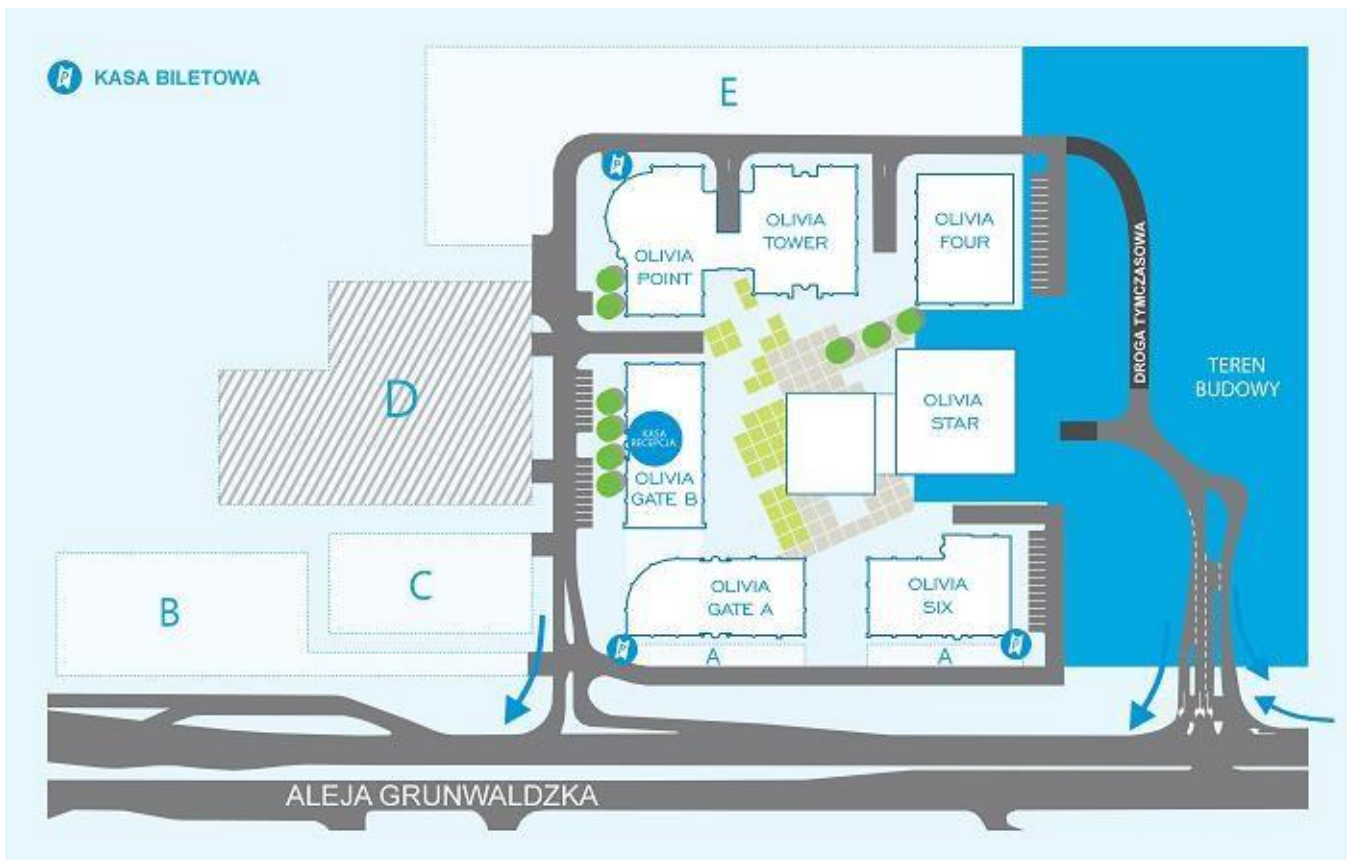 P KASA BILETOWA
E
P
OLIVIA
POINT
OLIVIA
TOWER
OLIVIA
FOUR
DROGA TYMCZASOWA
TEREN
BUDOWY
D
OLIVIA
STAR
KASA
RECEPCJA
OLIVIA
GATE B
B
C
OLIVIA
GATE A
OLIVIA
SIX
P
A
A
P
ALEJA GRUNWALDZKA